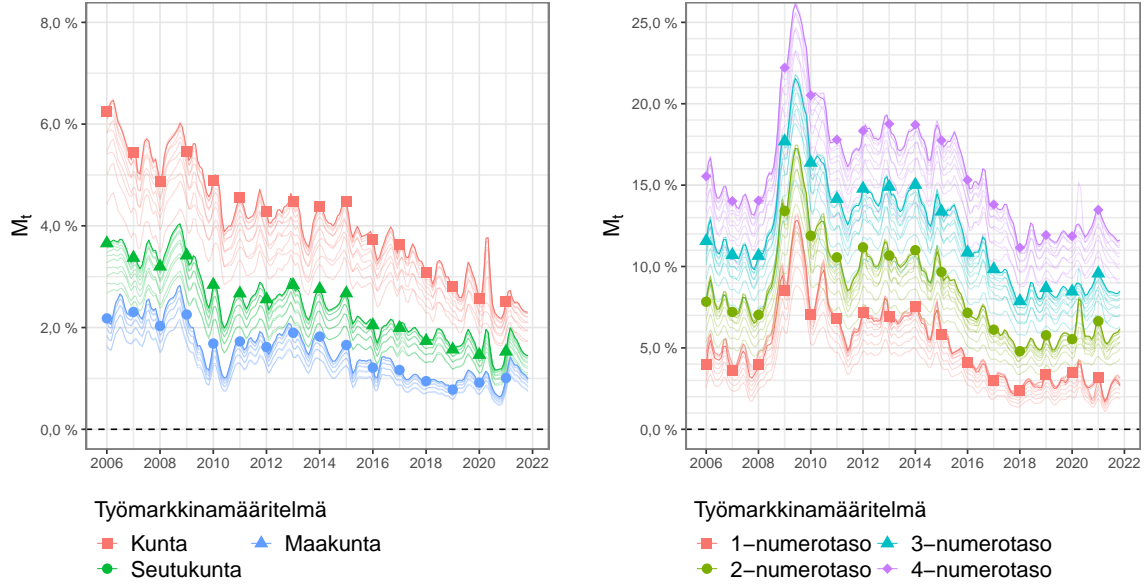 8,0 %
6,0 %
4,0 %
2,0 %
0,0 %
Mt
2006 2008 2010 2012 2014 2016 2018 2020 2022
Työmarkkinamääritelmä
Kunta Maakunta
Seutukunta
25,0 %
20,0 %
15,0 %
10,0 %
5,0 %
0,0 %
Mt
2006 2008 2010 2012 2014 2016 2018 2020 2022
Työmarkkinamääritelmä
1−numerotaso 3−numerotaso
2−numerotaso 4−numerotaso